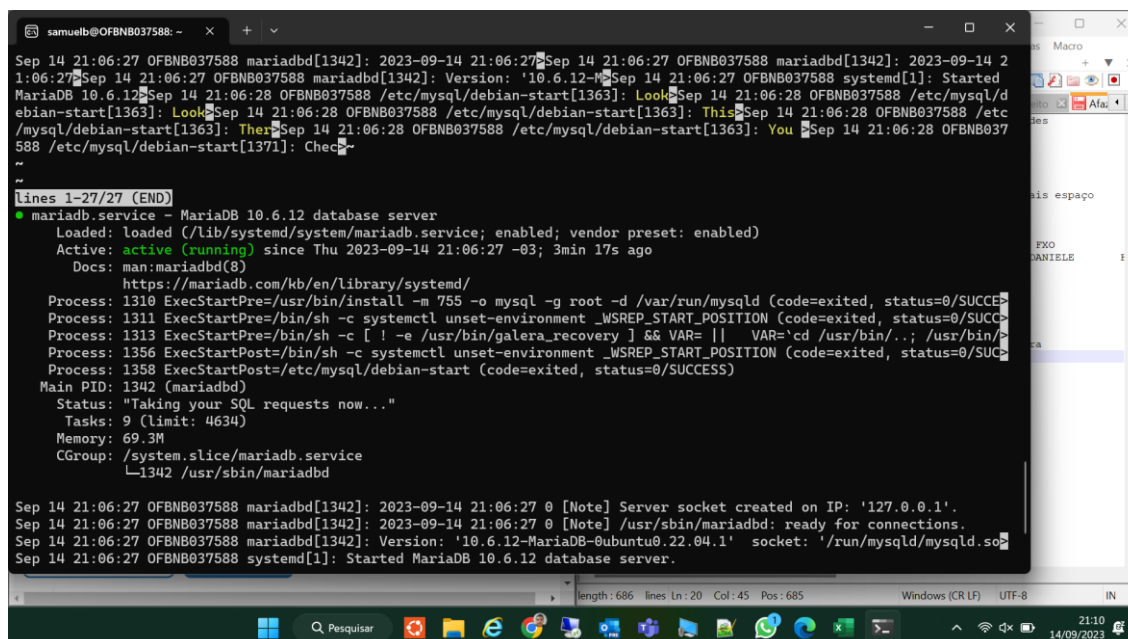 samuelb@OFBNB037588: ~
Sep 14 21:06:27 OFBNB037588 mariadbd[1342]: 2023-09-14 21:06:27>Sep 14 21:06:27 OFBNB037588 mariadbd[1342]: 2023-09-14 2
1:06:27>Sep 14 21:06:27 OFBNB037588 mariadbd[1342]: Version: '10.6.12-M>Sep 14 21:06:27 OFBNB037588 systemd[1]: Started
MariaDB 10.6.12>Sep 14 21:06:28 OFBNB037588 /etc/mysql/debian-start[1363]: Look>Sep 14 21:06:28 OFBNB037588 /etc/mysql/d
ebian-start[1363]: Look>Sep 14 21:06:28 OFBNB037588 /etc/mysql/debian-start[1363]: This>Sep 14 21:06:28 OFBNB037588 /etc
/mysql/debian-start[1363]: Ther>Sep 14 21:06:28 OFBNB037588 /etc/mysql/debian-start[1363]: You >Sep 14 21:06:28 OFBNB037
588 /etc/mysql/debian-start[1371]: Chec>~
~
~
lines 1-27/27 (END)
● mariadb.service - MariaDB 10.6.12 database server
Loaded: loaded (/lib/systemd/system/mariadb.service; enabled; vendor preset: enabled)
Active: active (running) since Thu 2023-09-14 21:06:27 -03; 3min 17s ago
Docs: man:mariadbd(8)
https://mariadb.com/kb/en/library/systemd/
Process: 1310 ExecStartPre=/usr/bin/install -m 755 -o mysql -g root -d /var/run/mysqld (code=exited, status=0/SUCCE>
Process: 1311 ExecStartPre=/bin/sh -c systemctl unset-environment _WSREP_START_POSITION (code=exited, status=0/SUCC>
Process: 1313 ExecStartPre=/bin/sh -c [ ! -e /usr/bin/galera_recovery ] && VAR= || VAR=`cd /usr/bin/..; /usr/bin/>
Process: 1356 ExecStartPost=/bin/sh -c systemctl unset-environment _WSREP_START_POSITION (code=exited, status=0/SUC>
Process: 1358 ExecStartPost=/etc/mysql/debian-start (code=exited, status=0/SUCCESS)
Main PID: 1342 (mariadbd)
Status: "Taking your SQL requests now..."
Tasks: 9 (limit: 4634)
Memory: 69.3M
CGroup: /system.slice/mariadb.service
└─1342 /usr/sbin/mariadbd
Sep 14 21:06:27 OFBNB037588 mariadbd[1342]: 2023-09-14 21:06:27 0 [Note] Server socket created on IP: '127.0.0.1'.
Sep 14 21:06:27 OFBNB037588 mariadbd[1342]: 2023-09-14 21:06:27 0 [Note] /usr/sbin/mariadbd: ready for connections.
Sep 14 21:06:27 OFBNB037588 mariadbd[1342]: Version: '10.6.12-MariaDB-0ubuntu0.22.04.1' socket: '/run/mysqld/mysqld.so>
Sep 14 21:06:27 OFBNB037588 systemd[1]: Started MariaDB 10.6.12 database server.
as Macro
eito Afaz
des
ais espaço
FXO
DANIELE
ra
length : 686 lines Ln : 20 Col : 45 Pos : 685 Windows (CR LF) UTF-8 IN
Pesquisar
21:10
14/09/2023